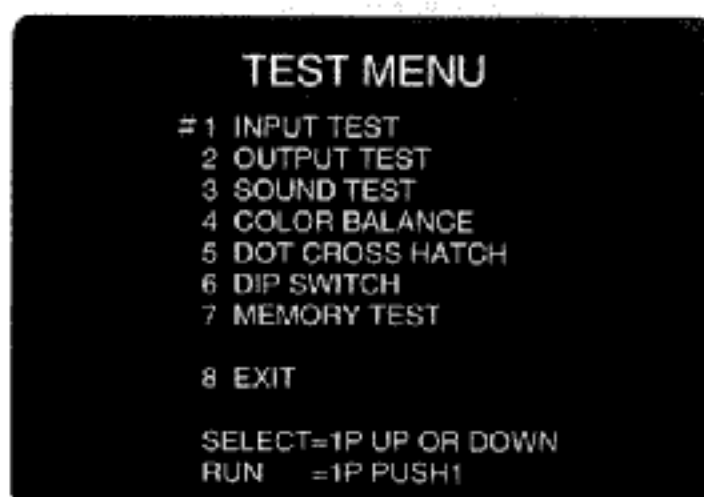 TEST MENU
#1 INPUT TEST
2 OUTPUT TEST
3 SOUND TEST
4 COLOR BALANCE
5 DOT CROSS HATCH
6 DIP SWITCH
7 MEMORY TEST
8 EXIT
SELECT=1P UP OR DOWN
RUN =1P PUSH1